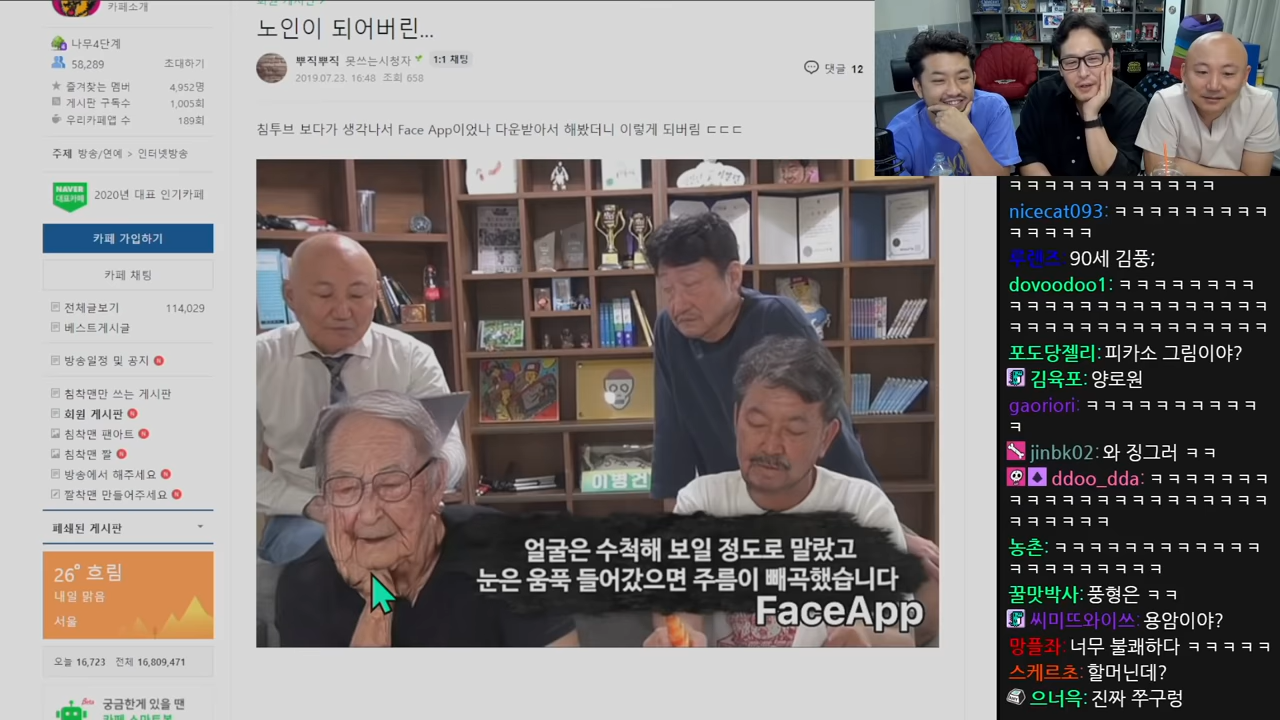 카페소개
나무4단계
58,289 초대하기
즐겨찾는 멤버 4,952명
게시판 구독수 1,005회
우리카페앱 수 189회
주제 방송/연예 > 인터넷방송
NAVER
대표카페
2020년 대표 인기카페
카페 가입하기
카페 채팅
전체글보기 114,029
베스트게시글
방송일정 및 공지 N
침착맨만 쓰는 게시판
회원 게시판 N
침착맨 팬아트 N
침착맨 짤 N
방송에서 해주세요 N
짤착맨 만들어주세요 N
폐쇄된 게시판
26° 흐림
내일 맑음
서울
오늘 16,723 전체 16,809,471
Beta
궁금한게 있을 땐
카페 스마트봇
노인이 되어버린...
뿌직뿌직 못쓰는시청자 1:1 채팅
2019.07.23. 16:48 조회 658
댓글 12
침투브 보다가 생각나서 Face App이었나 다운받아서 해봤더니 이렇게 되버림 ㄷㄷㄷ
이병건
얼굴은 수척해 보일 정도로 말랐고
눈은 움푹 들어갔으면 주름이 빼곡했습니다
FaceApp
ㅋㅋㅋㅋㅋㅋㅋㅋㅋㅋㅋㅋ
nicecat093: ㅋㅋㅋㅋㅋㅋㅋㅋㅋ
ㅋㅋㅋㅋㅋ
루렌즈: 90세 김풍;
dovoodoo1: ㅋㅋㅋㅋㅋㅋㅋㅋ
ㅋㅋㅋㅋㅋㅋㅋㅋㅋㅋㅋㅋㅋㅋㅋ
ㅋㅋㅋㅋㅋㅋㅋㅋㅋㅋㅋㅋㅋㅋㅋ
포도당젤리: 피카소 그림이야?
김육포: 양로원
gaoriori: ㅋㅋㅋㅋㅋㅋㅋㅋㅋㅋ
ㅋ
jinbk02: 와 징그러 ㅋㅋ
ddoo_dda: ㅋㅋㅋㅋㅋㅋㅋ
ㅋㅋㅋㅋㅋㅋㅋㅋㅋㅋㅋㅋㅋㅋㅋ
ㅋㅋㅋㅋㅋㅋ
농촌: ㅋㅋㅋㅋㅋㅋㅋㅋㅋㅋㅋㅋ
ㅋㅋㅋㅋㅋㅋㅋㅋㅋ
꿀맛박사: 풍형은 ㅋㅋ
씨미뜨와이쓰: 용암이야?
망플좌: 너무 불쾌하다 ㅋㅋㅋㅋㅋ
스케르초: 할머닌데?
으너윽: 진짜 쭈구렁